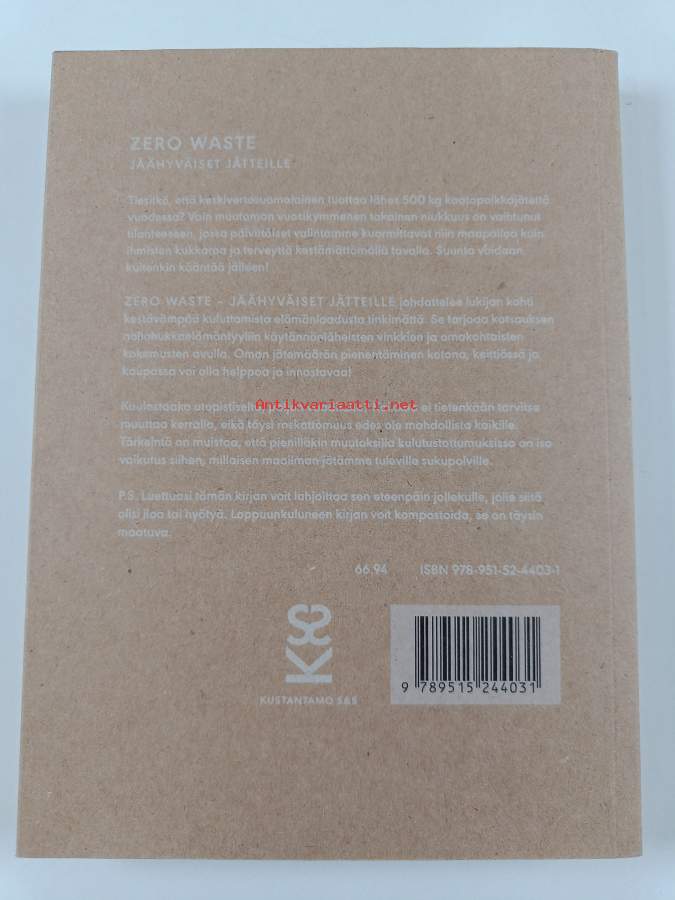 ZERO WASTE
JÄÄHYVÄISET JÄTTEILLE
Tiesitkö, että keskivertosuomalainen tuottaa lähes 500 kg kaatopaikkajätettä
vuodessa? Vain muutaman vuosikymmenen takainen niukkuus on vaihtunut
tilanteeseen, jossa päivittäiset valintamme kuormittavat niin maapalloa kuin
ihmisten kukkaroa ja terveyttä kestämättömällä tavalla. Suunta voidaan
kuitenkin kääntää jälleen!
ZERO WASTE – JÄÄHYVÄISET JÄTTEILLE johdattelee lukijan kohti
kestävämpää kuluttamista elämänlaadusta tinkimättä. Se tarjoaa katsauksen
nollahukkaelämäntyyliin käytännönläheisten vinkkien ja omakohtaisten
kokemusten avulla. Oman jätemäärän pienentäminen kotona, keittiössä ja
kaupassa voi olla helppoa ja innostavaa!
Antikvariaatti.net
Kuulostaako utopistiselta ei tietenkään tarvitse
muuttaa kerralla, eikä täysi roskattomuus edes ole mahdollista kaikille.
Tärkeintä on muistaa, että pienilläkin muutoksilla kulutustottumuksissa on iso
vaikutus siihen, millaisen maailman jätämme tuleville sukupolville.
P.S. Luettuasi tämän kirjan voit lahjoittaa sen eteenpäin jollekulle, jolle siitä
olisi iloa tai hyötyä. Loppuunkuluneen kirjan voit kompostoida, se on täysin
maatuva.
66.94 ISBN 978-951-52-4403-1
KUSTANTAMO S&S
9 789515 244031